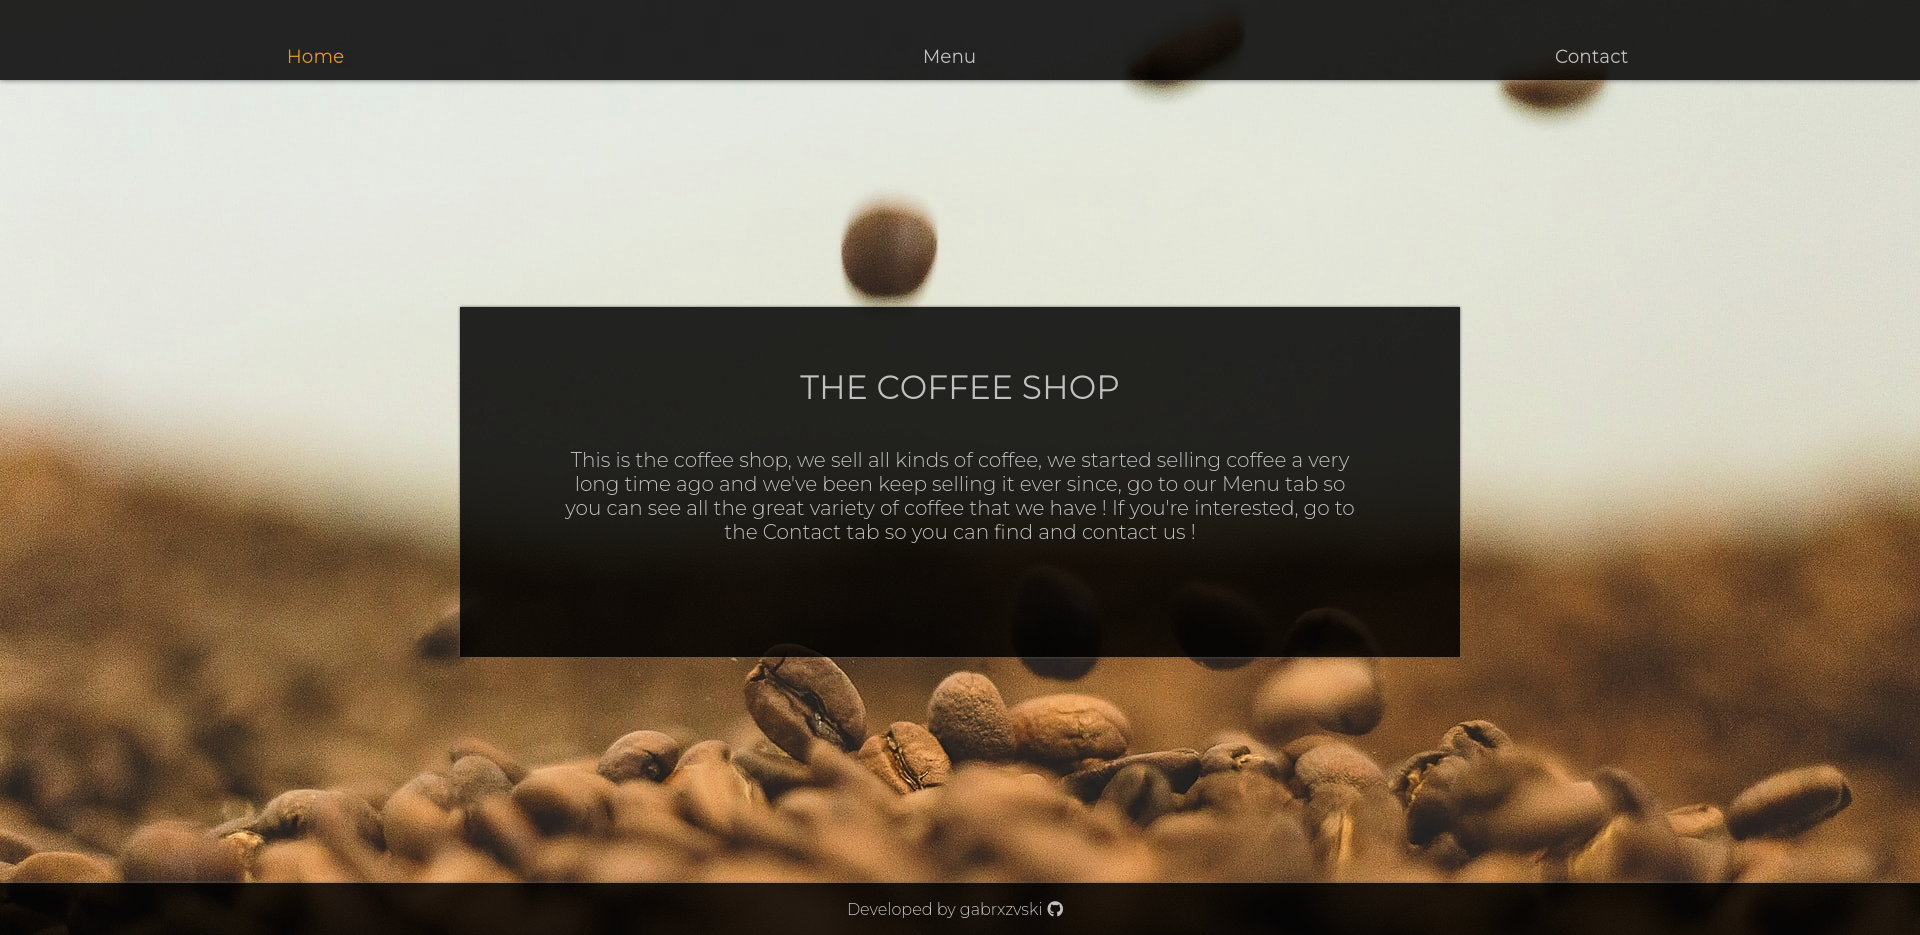 Home Menu Contact
THE COFFEE SHOP
This is the coffee shop, we sell all kinds of coffee, we started selling coffee a very
long time ago and we've been keep selling it ever since, go to our Menu tab so
you can see all the great variety of coffee that we have ! If you're interested, go to
the Contact tab so you can find and contact us !
Developed by gabrxzvski